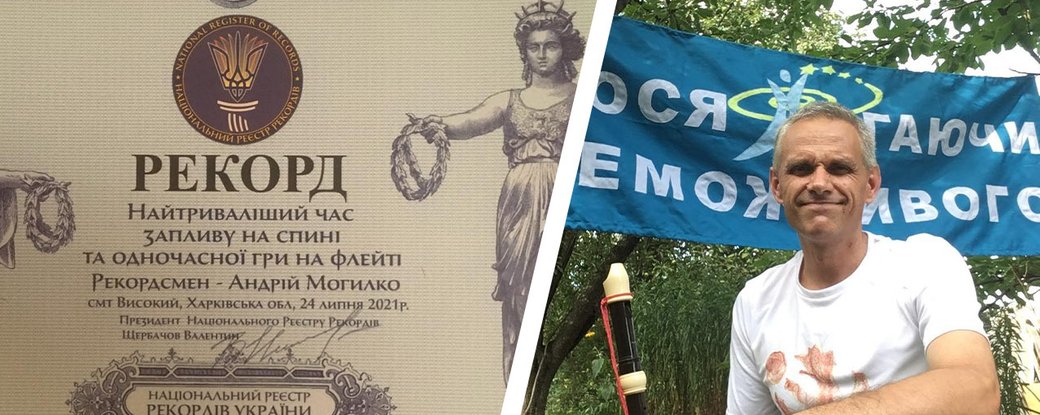 NATIONAL REGISTER OF RECORDS
НАЦІОНАЛЬНИЙ РЕЄСТР РЕКОРДІВ
РЕКОРД
Найтриваліший час
запливу на спині
та одночасної гри на флейті
Рекордсмен - Андрій Могилко
смт Високий, Харківська обл, 24 липня 2021р.
Президент Національного Реєстру Рекордів
Щербачов Валентин
НАЦІОНАЛЬНИЙ РЕЄСТР
РЕКОРДІВ УКРАЇНИ
ОСЯ ГАЮЧИ
ЕМОЖ ИВОГО